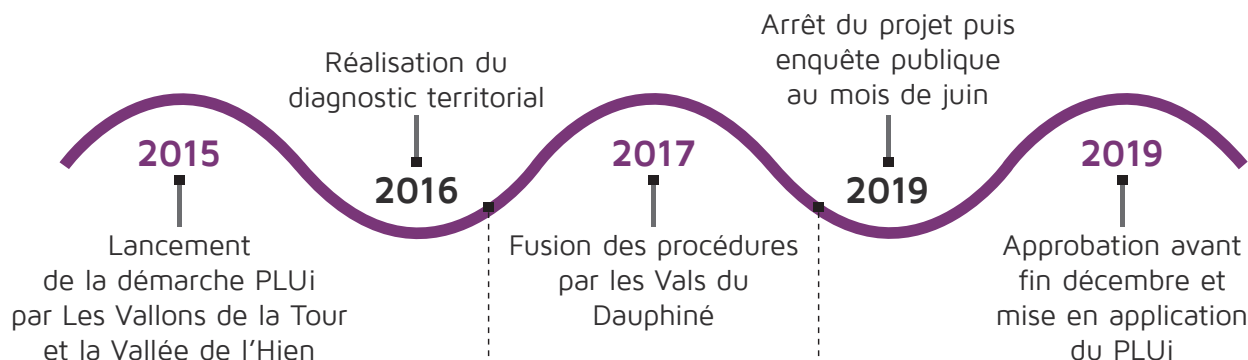 2015
Lancement
de la démarche PLUi
par Les Vallons de la Tour
et la Vallée de l'Hien
Réalisation du
diagnostic territorial
2016
2017
Fusion des procédures
par les Vals du
Dauphiné
Arrêt du projet puis
enquête publique
au mois de juin
2019
2019
Approbation avant
fin décembre et
mise en application
du PLUi